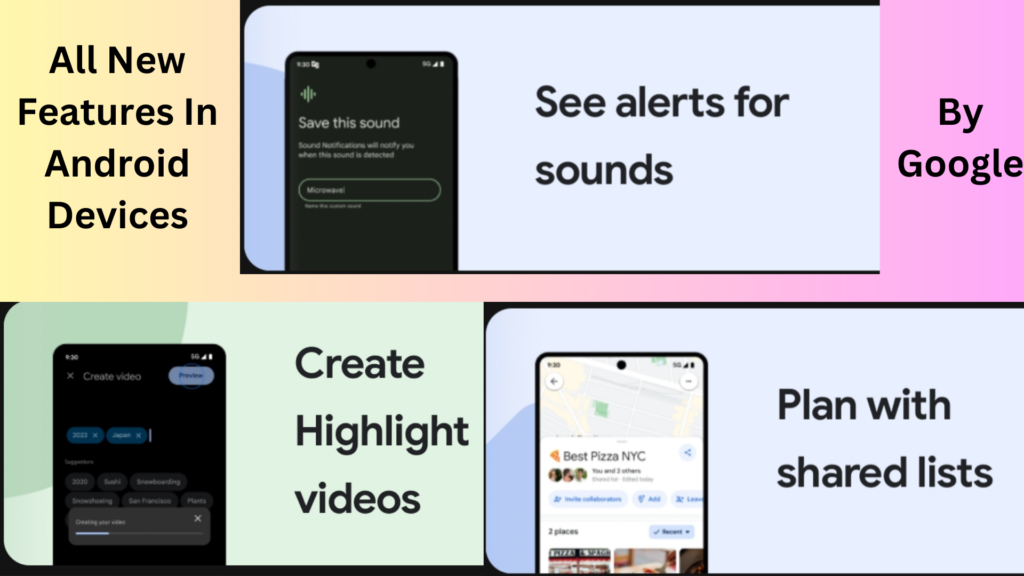 All New
Features In
Android
Devices
9:30
5G
Save this sound
Sound Notifications will notify you
when this sound is detected
Microwave
Name this custom sound
See alerts for
sounds
By
Google
9:30
5G
Create video
Preview
2023
Japan
Suggestions
2020
Sushi
Snowboarding
Snowshoeing
San Francisco
Plants
Creating your video
Create
Highlight
videos
9:30
5G
Best Pizza NYC
You and 2 others
Shared list · Edited today
Invite collaborators
Add
Leave
2 places
Recent
PIZZA & SPAGH
Plan with
shared lists